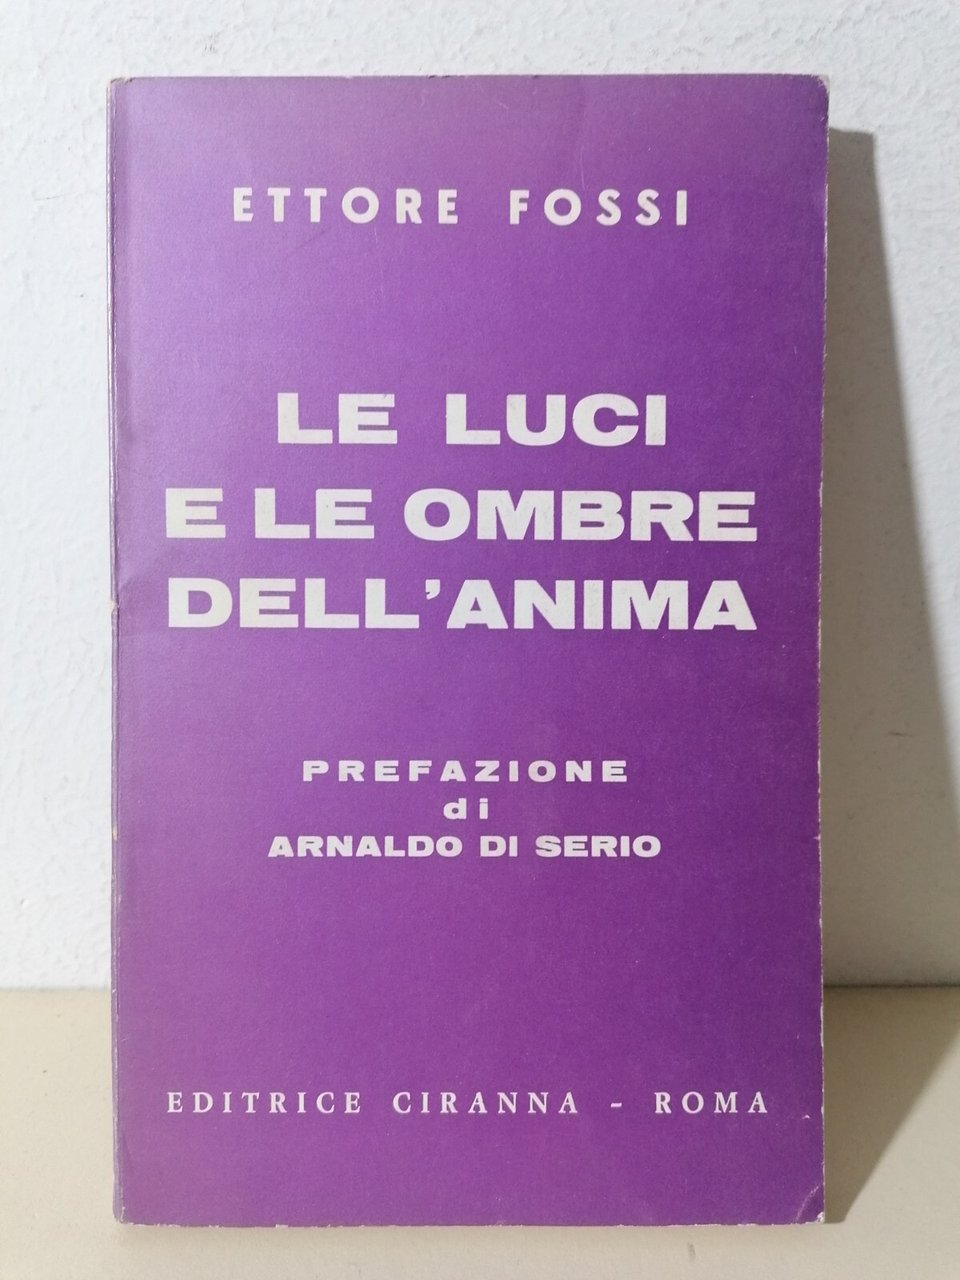 ETTORE FOSSI
LE LUCI
E LE OMBRE
DELL'ANIMA
PREFAZIONE
di
ARNALDO DI SERIO
EDITRICE CIRANNA - ROMA